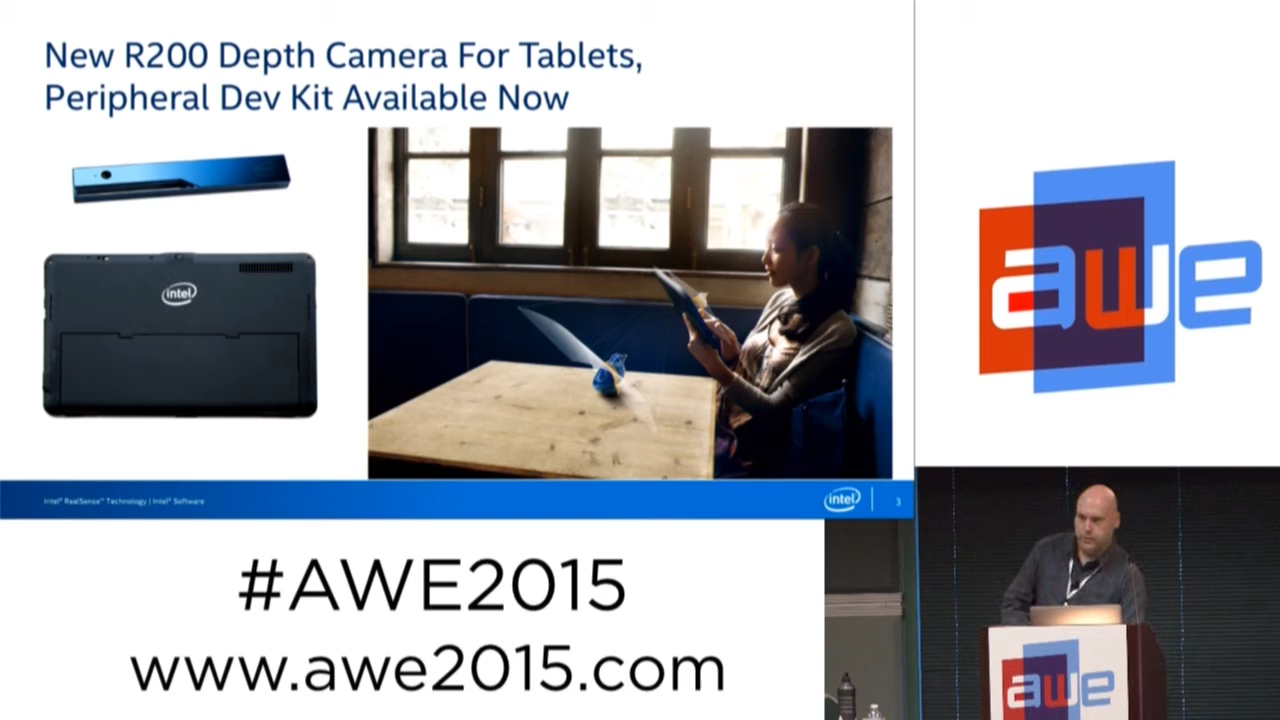 New R200 Depth Camera For Tablets,
Peripheral Dev Kit Available Now
intel
Intel® RealSense™ Technology | Intel® Software
intel
3
#AWE2015
www.awe2015.com
awe
awe